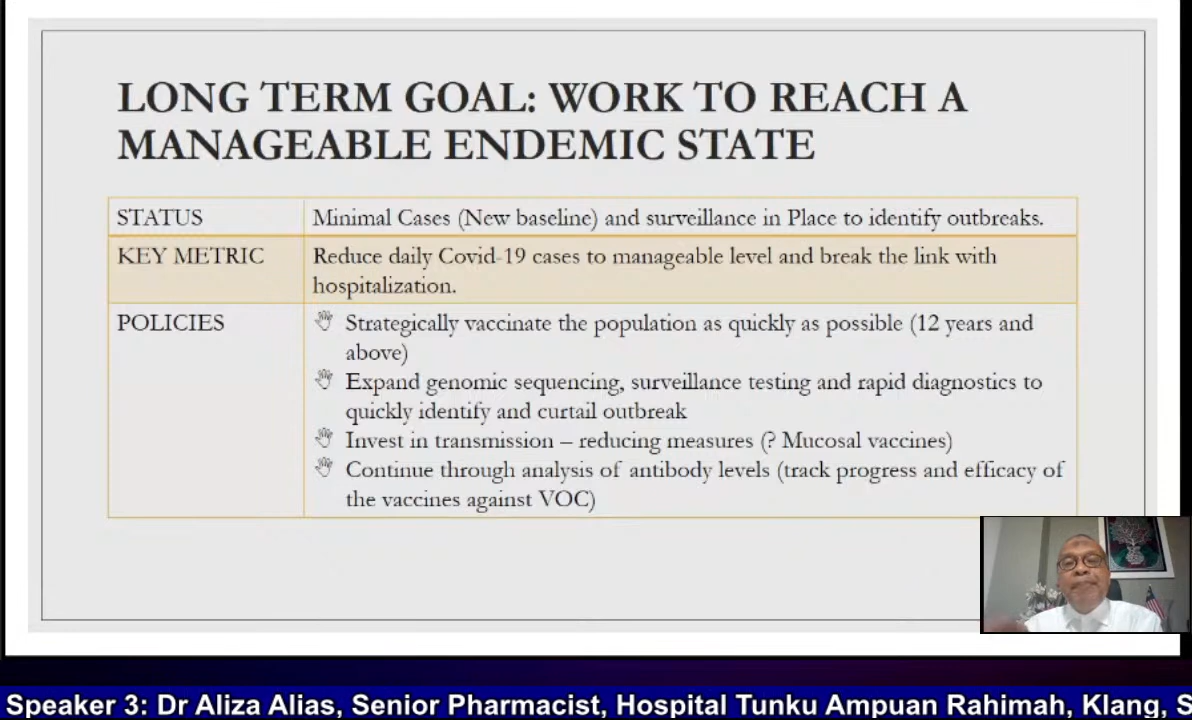 LONG TERM GOAL: WORK TO REACH A
MANAGEABLE ENDEMIC STATE
STATUS
Minimal Cases (New baseline) and surveillance in Place to identify outbreaks.
KEY METRIC
Reduce daily Covid-19 cases to manageable level and break the link with
hospitalization.
POLICIES
Strategically vaccinate the population as quickly as possible (12 years and
above)
Expand genomic sequencing, surveillance testing and rapid diagnostics to
quickly identify and curtail outbreak
Invest in transmission – reducing measures (? Mucosal vaccines)
Continue through analysis of antibody levels (track progress and efficacy of
the vaccines against VOC)
Speaker 3: Dr Aliza Alias, Senior Pharmacist, Hospital Tunku Ampuan Rahimah, Klang, S